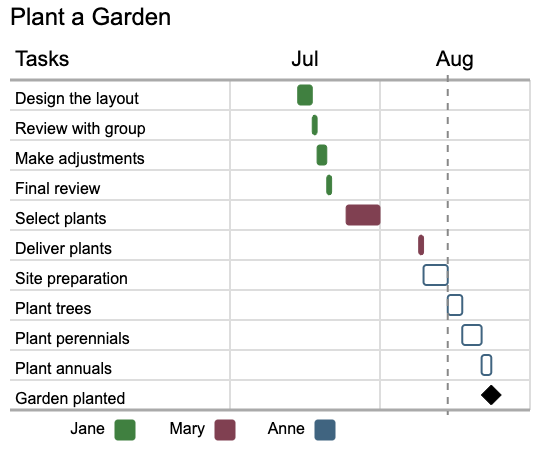 Plant a Garden
Tasks Jul Aug
Design the layout
Review with group
Make adjustments
Final review
Select plants
Deliver plants
Site preparation
Plant trees
Plant perennials
Plant annuals
Garden planted
Jane Mary Anne